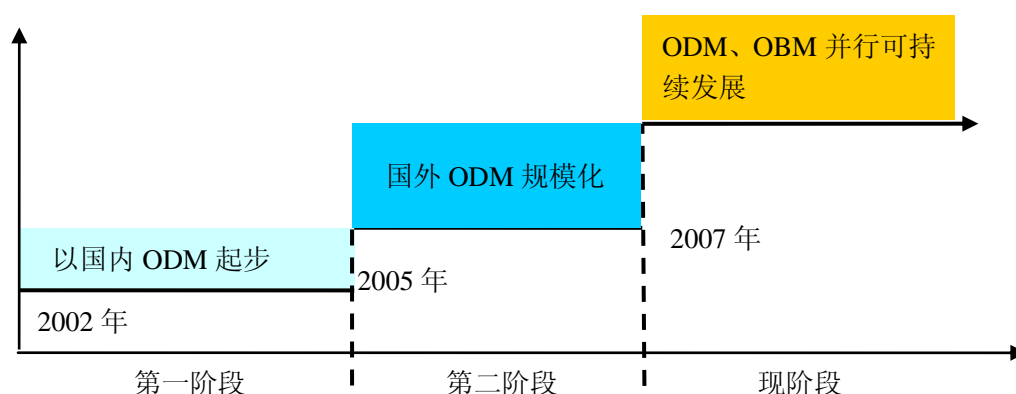 ODM、OBM 并行可持
续发展
国外 ODM 规模化
以国内 ODM 起步
2007 年
2005 年
2002 年
第一阶段
第二阶段
现阶段